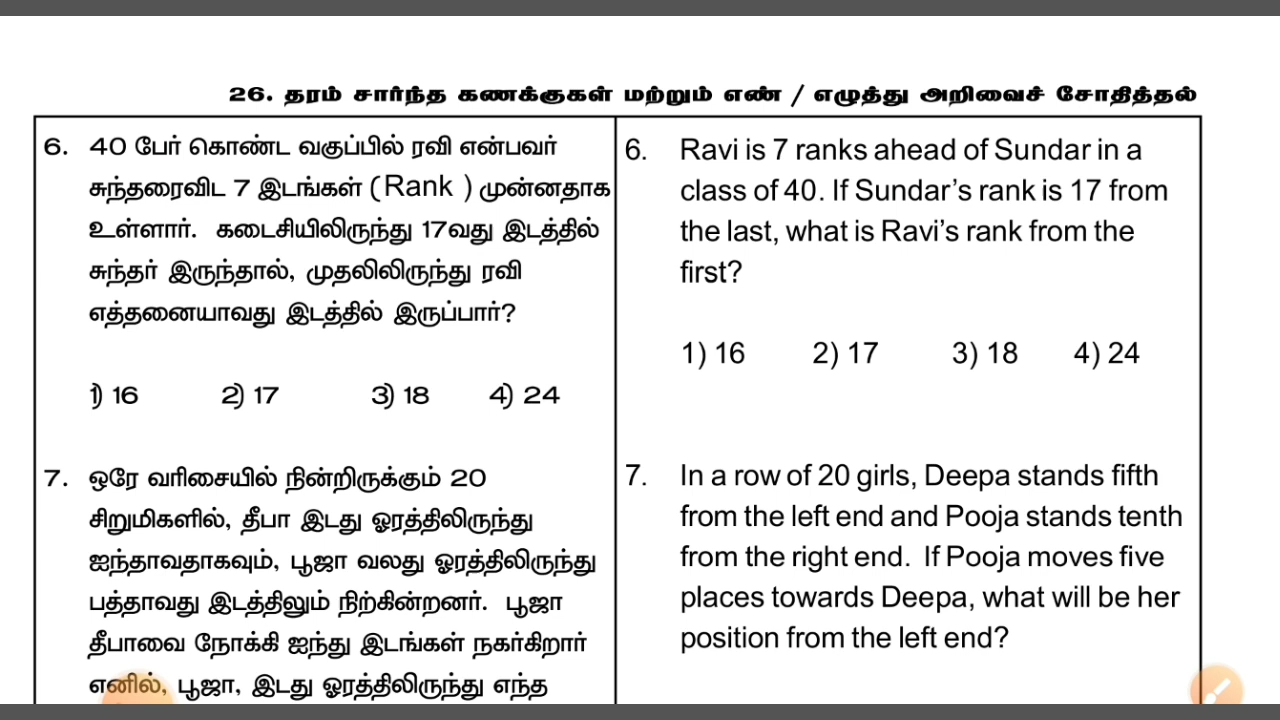 26. தரம் சார்ந்த கணக்குகள் மற்றும் எண் / எழுத்து அறிவைச் சோதித்தல்
6. 40 பேர் கொண்ட வகுப்பில் ரவி என்பவர்
சுந்தரைவிட 7 இடங்கள் (Rank ) முன்னதாக
உள்ளார். கடைசியிலிருந்து 17வது இடத்தில்
சுந்தர் இருந்தால், முதலிலிருந்து ரவி
எத்தனையாவது இடத்தில் இருப்பார்?
1) 16 2) 17 3) 18 4) 24
7. ஒரே வரிசையில் நின்றிருக்கும் 20
சிறுமிகளில், தீபா இடது ஓரத்திலிருந்து
ஐந்தாவதாகவும், பூஜா வலது ஓரத்திலிருந்து
பத்தாவது இடத்திலும் நிற்கின்றனர். பூஜா
தீபாவை நோக்கி ஐந்து இடங்கள் நகர்கிறார்
எனில், பூஜா, இடது ஓரத்திலிருந்து எந்த
6. Ravi is 7 ranks ahead of Sundar in a
class of 40. If Sundar's rank is 17 from
the last, what is Ravi's rank from the
first?
1) 16 2) 17 3) 18 4) 24
7. In a row of 20 girls, Deepa stands fifth
from the left end and Pooja stands tenth
from the right end. If Pooja moves five
places towards Deepa, what will be her
position from the left end?